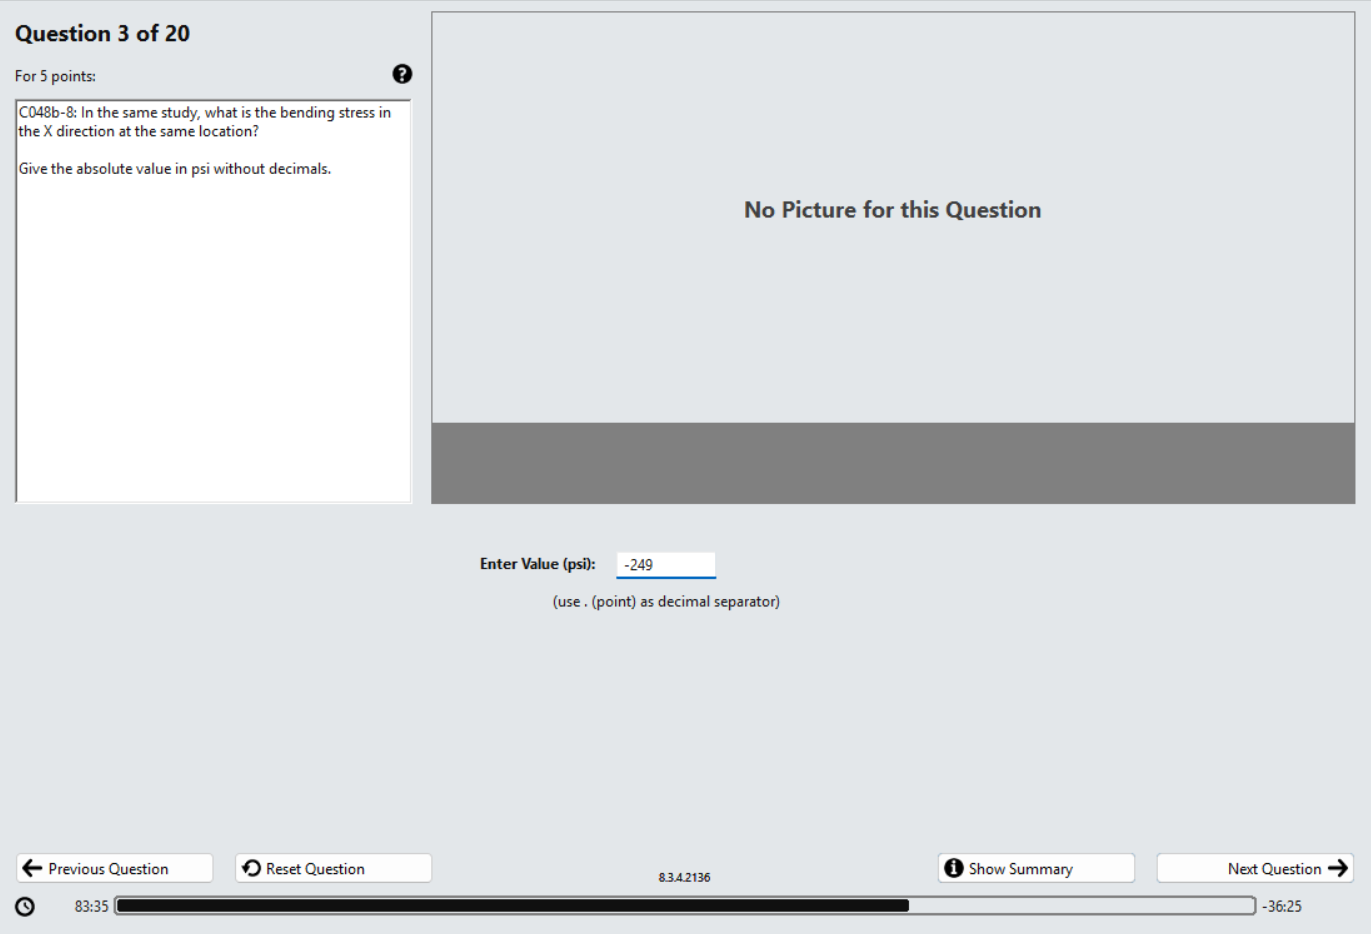 Question 3 of 20
For 5 points:
?
C048b-8: In the same study, what is the bending stress in
the X direction at the same location?
Give the absolute value in psi without decimals.
No Picture for this Question
Enter Value (psi): -249
(use . (point) as decimal separator)
Previous Question
Reset Question
8.3.4.2136
Show Summary
Next Question
83:35
-36:25